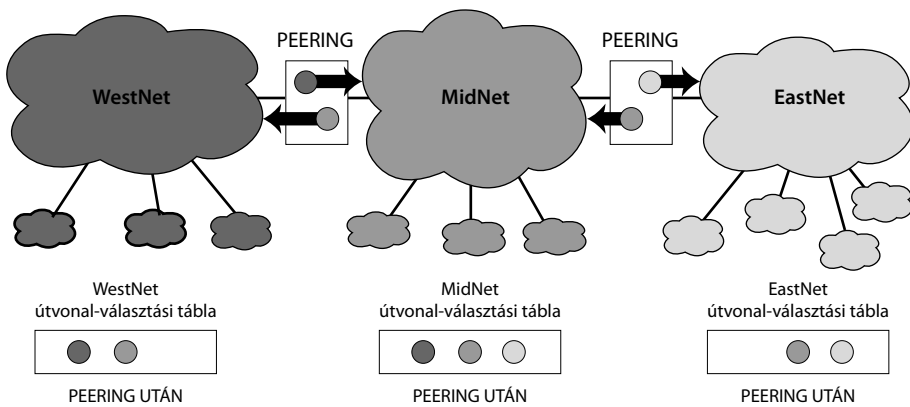 PEERING
PEERING
WestNet
MidNet
EastNet
WestNet
útvonal-választási tábla
MidNet
útvonal-választási tábla
EastNet
útvonal-választási tábla
PEERING UTÁN
PEERING UTÁN
PEERING UTÁN